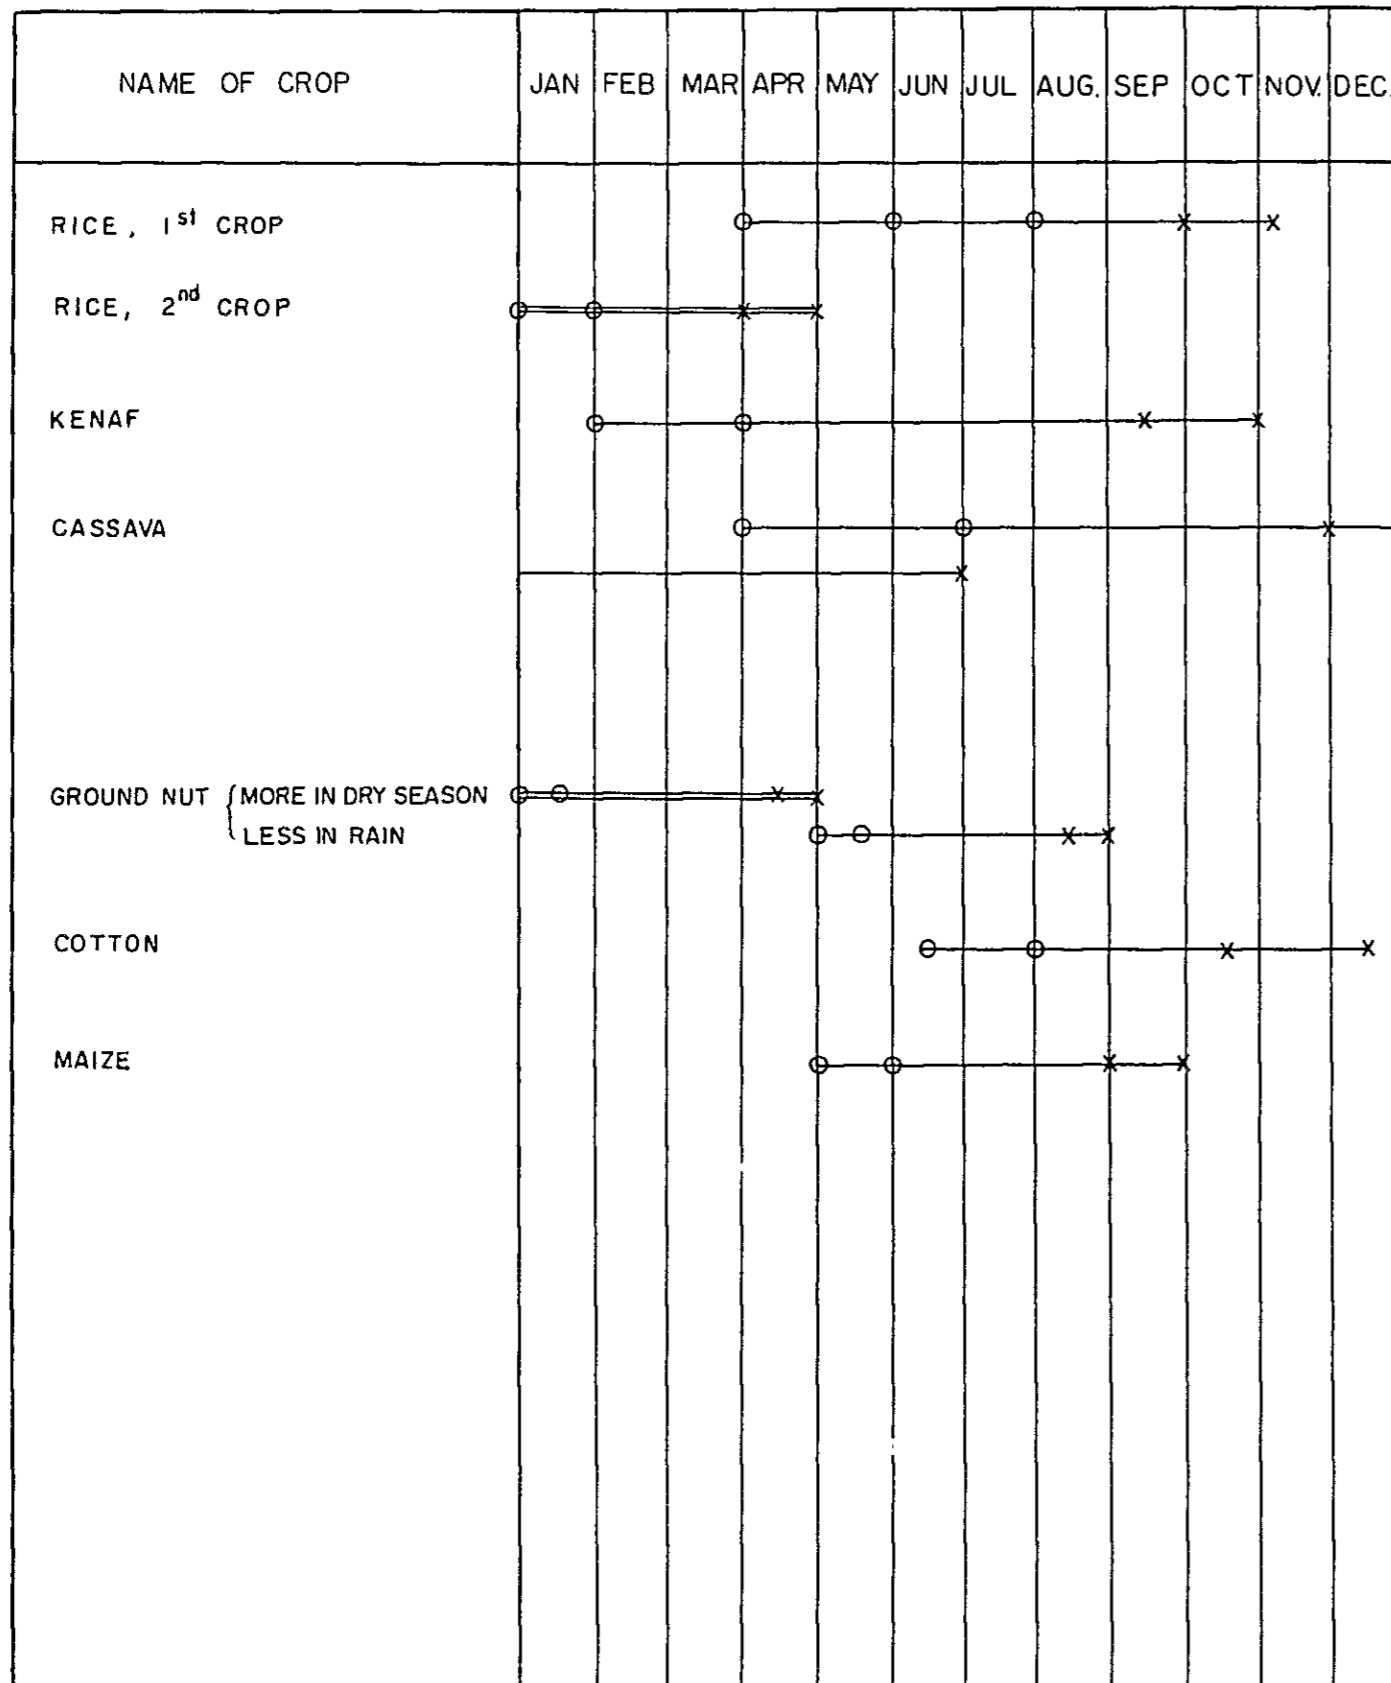 NAME OF CROP JAN FEB MAR APR MAY JUN JUL AUG. SEP OCT NOV. DEC.
RICE, 1st CROP
RICE, 2nd CROP
KENAF
CASSAVA
GROUND NUT { MORE IN DRY SEASON
LESS IN RAIN
COTTON
MAIZE